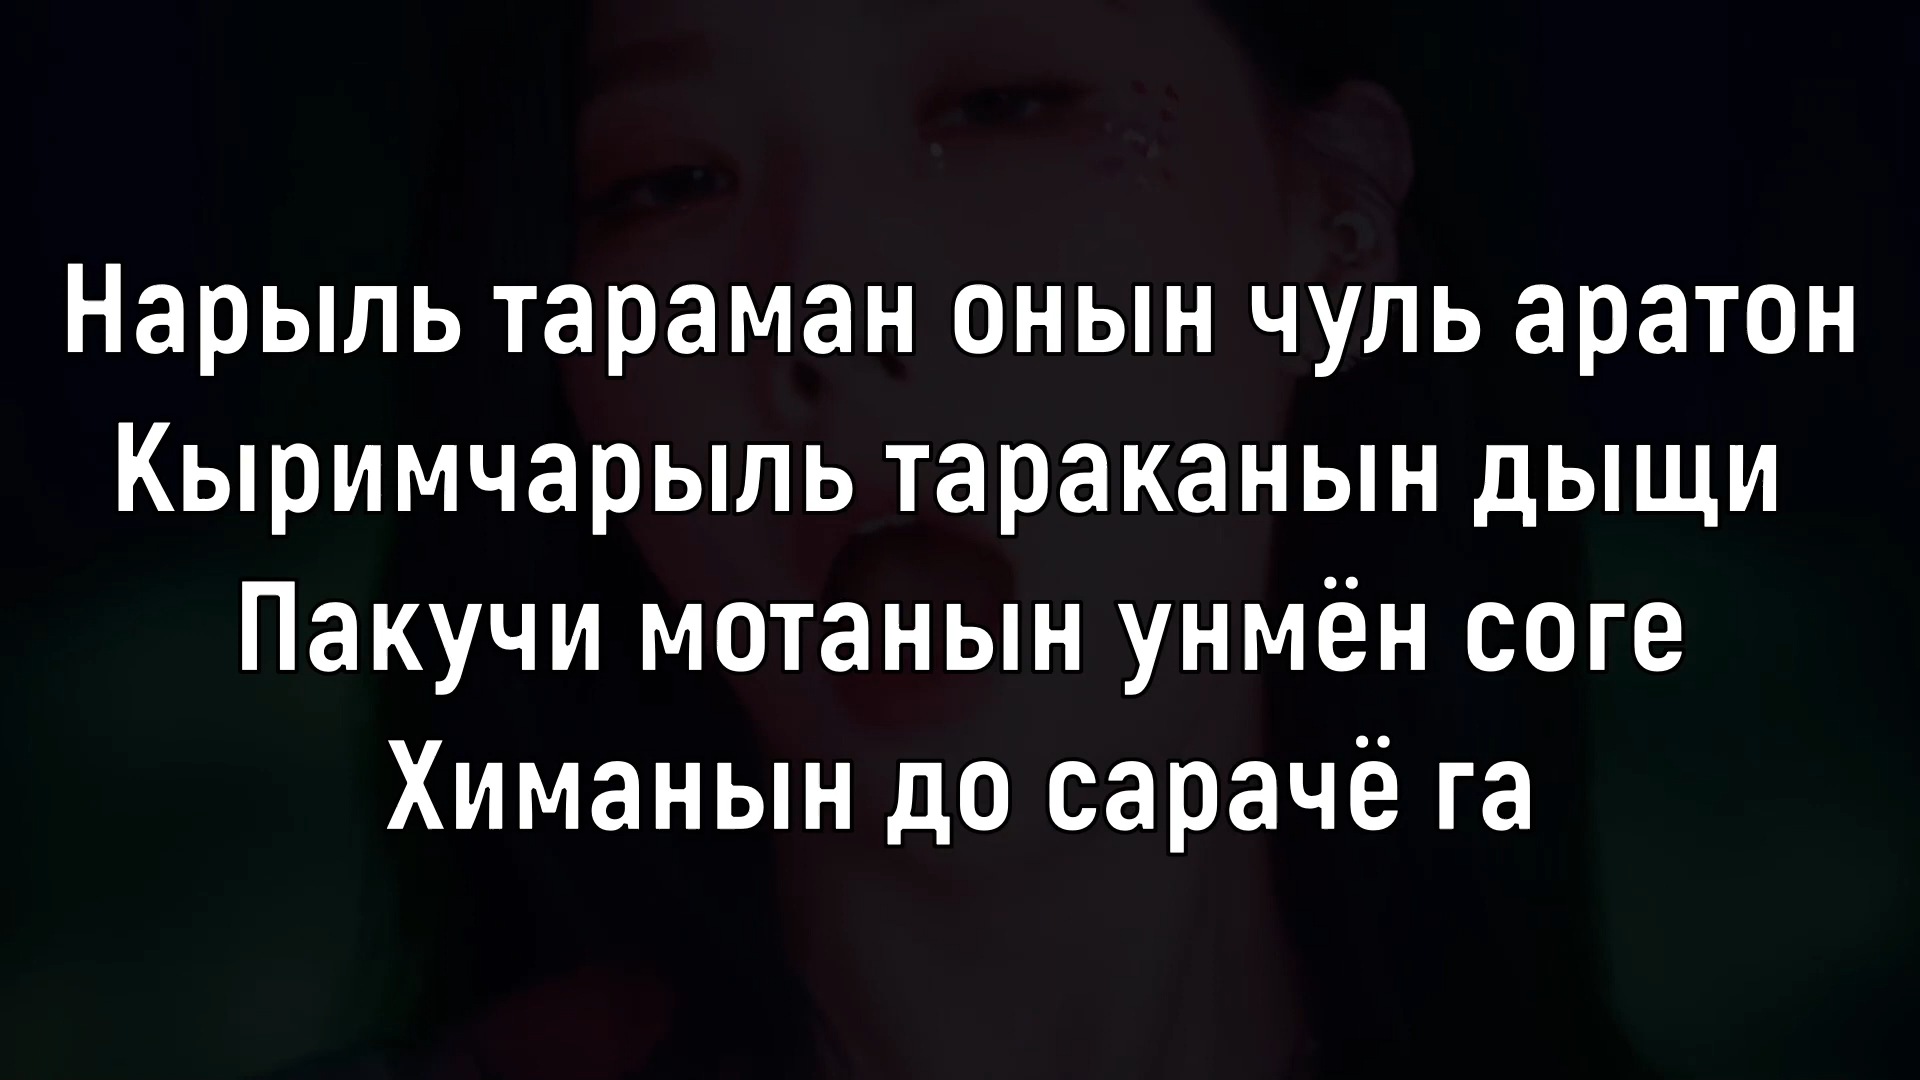 Нарыль тараман онын чуль аратон
Кыримчарыль тараканын дыщи
Пакучи мотанын унмён соге
Химанын до сарачё га